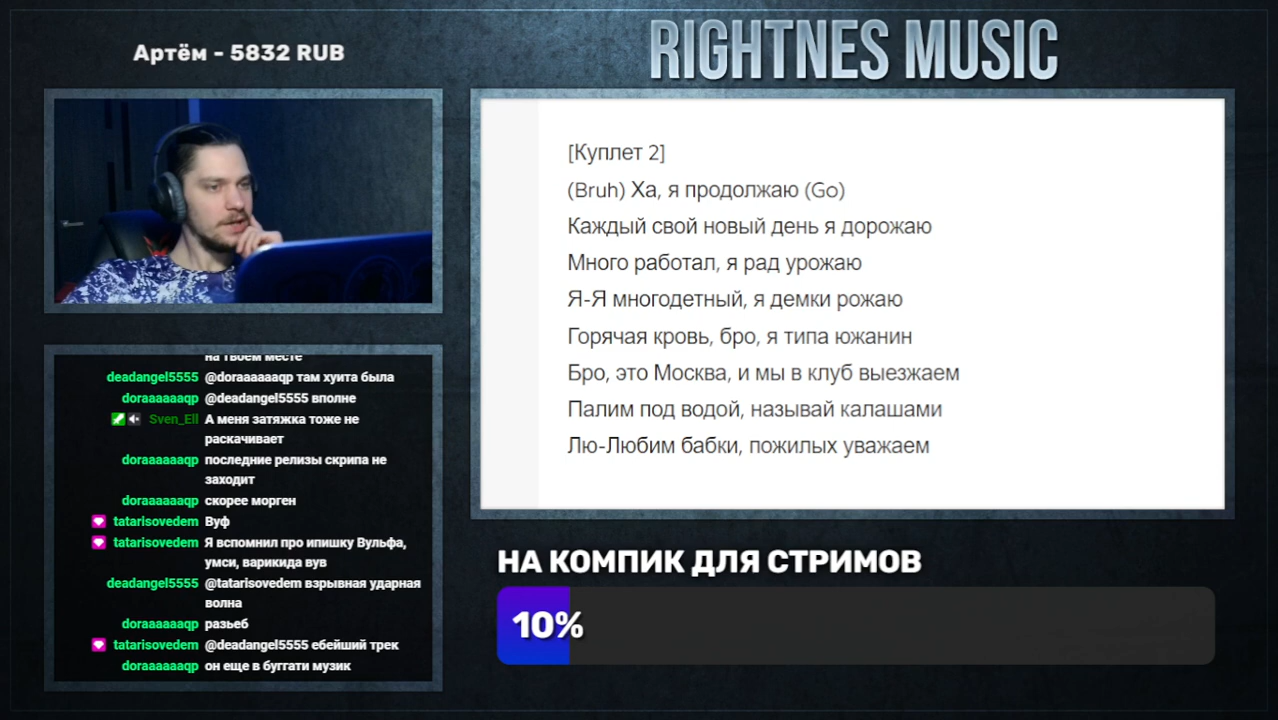 Артём - 5832 RUB
RIGHTNES MUSIC
[Куплет 2]
(Bruh) Ха, я продолжаю (Go)
Каждый свой новый день я дорожаю
Много работал, я рад урожаю
Я-Я многодетный, я демки рожаю
Горячая кровь, бро, я типа южанин
Бро, это Москва, и мы в клуб выезжаем
Палим под водой, называй калашами
Лю-Любим бабки, пожилых уважаем
на твоем месте
deadangel5555 @doraaaaaaqp там хуита была
doraaaaaaqp @deadangel5555 вполне
Sven_Ell А меня затяжка тоже не
раскачивает
doraaaaaaqp последние релизы скрипа не
заходит
doraaaaaaqp скорее морген
tatarisovedem Вуф
tatarisovedem Я вспомнил про ипишку Вульфа,
умси, варикида вув
deadangel5555 @tatarisovedem взрывная ударная
волна
doraaaaaaqp разьеб
tatarisovedem @deadangel5555 ебейший трек
doraaaaaaqp он еще в буггати музик
НА КОМПИК ДЛЯ СТРИМОВ
10%